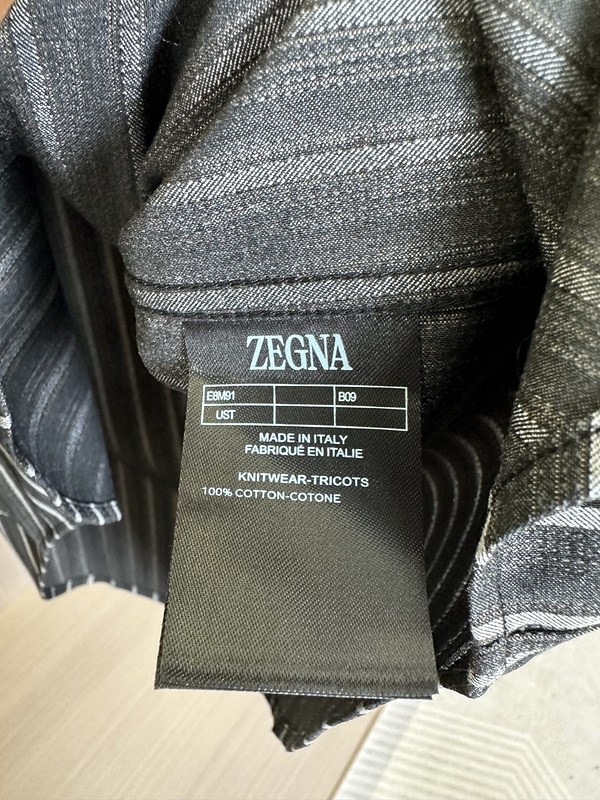 ZEGNA
E8M91 B09
UST
MADE IN ITALY
FABRIQUÉ EN ITALIE
KNITWEAR-TRICOTS
100% COTTON-COTONE